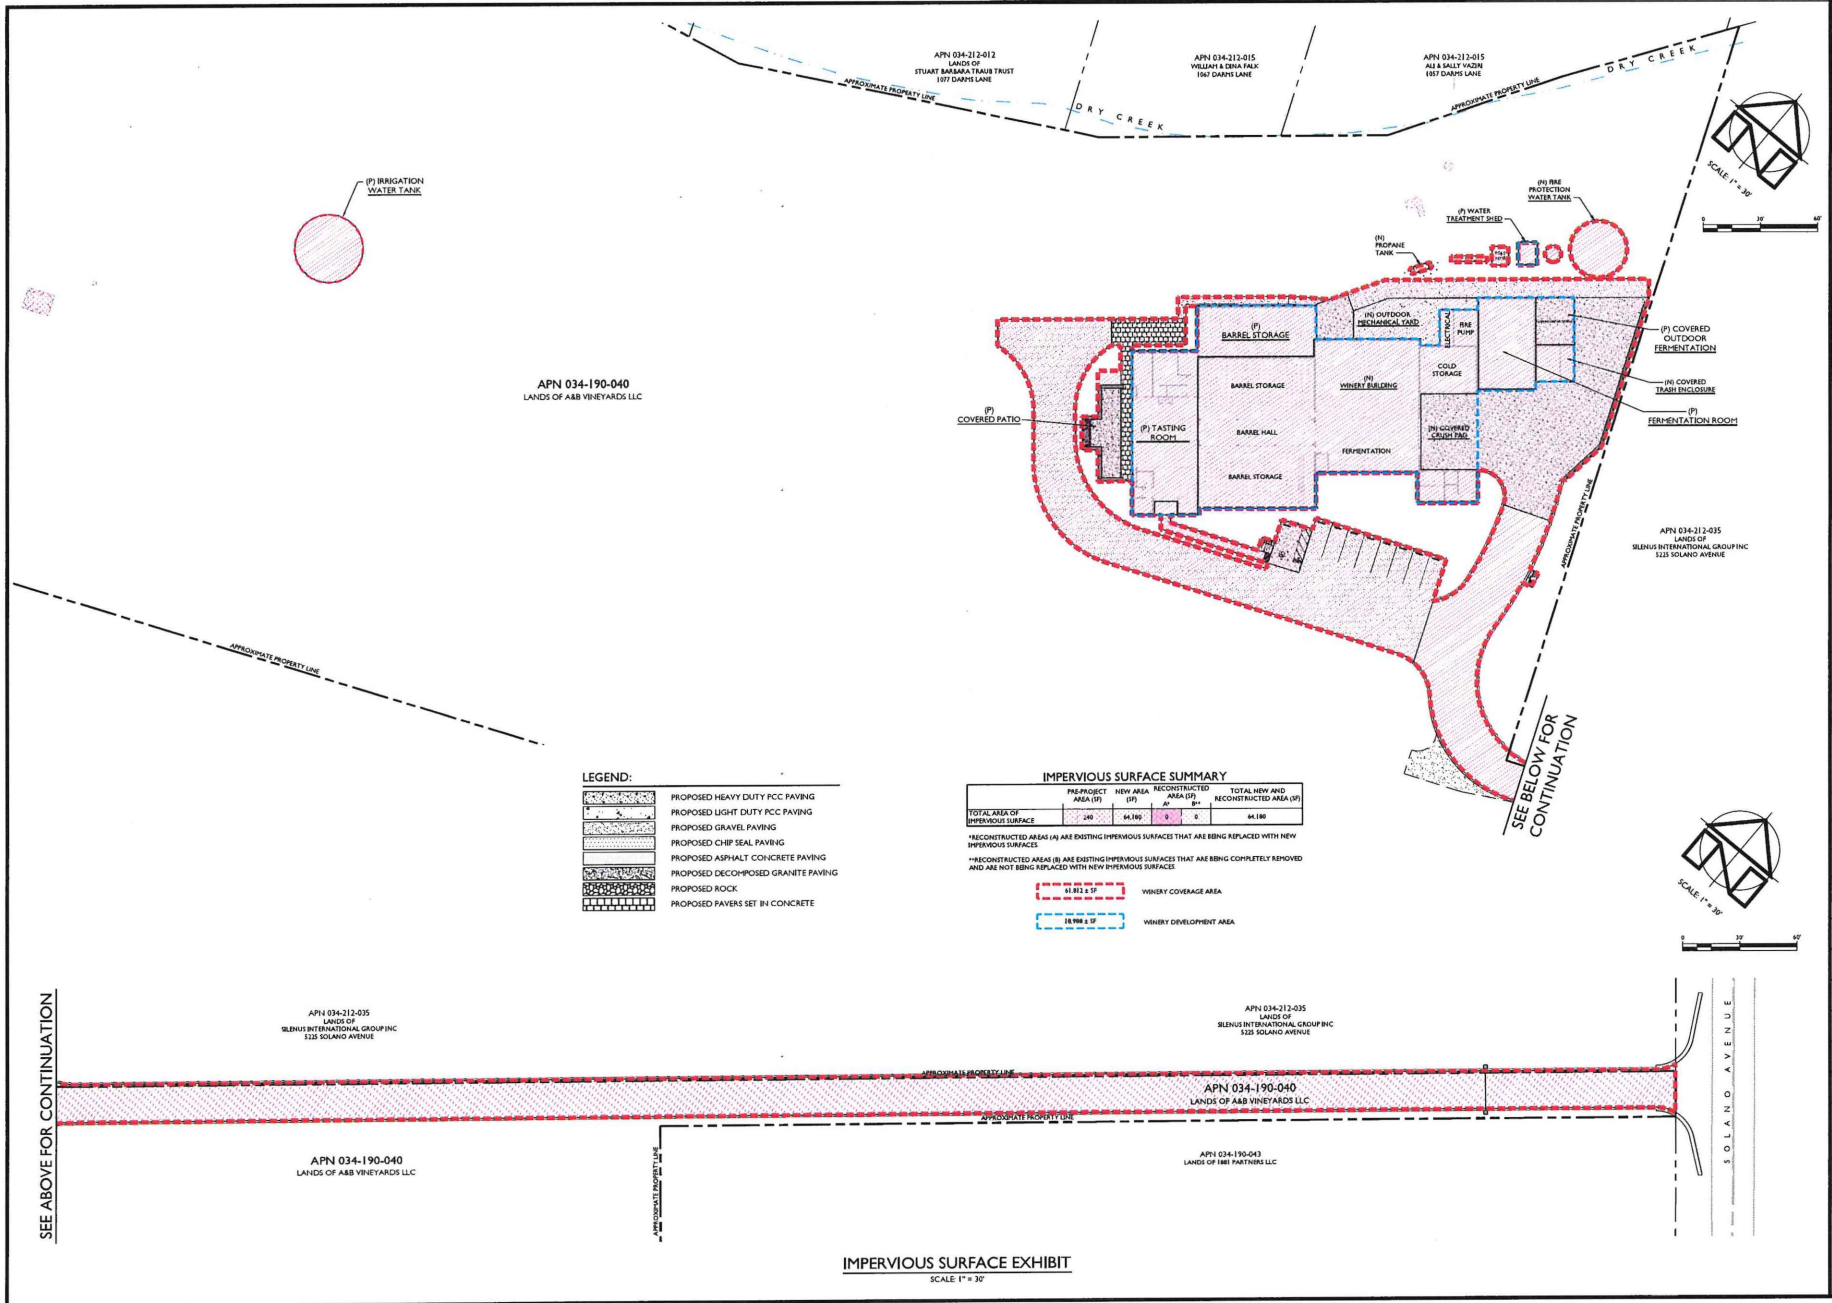 APN 034-212-012
LANDS OF
STUART BARBARA TRAUB TRUST
1077 DARMS LANE
APN 034-212-015
WILLIAM & DINA FALK
1067 DARMS LANE
APN 034-212-015
ALI & SALLY VAZIRI
1057 DARMS LANE
DRY CREEK
APPROXIMATE PROPERTY LINE
DRY CREEK
APPROXIMATE PROPERTY LINE
SCALE: 1" = 30'
0 30' 60'
(P) IRRIGATION
WATER TANK
(N) FIRE
PROTECTION
WATER TANK
(P) WATER
TREATMENT SHED
(N)
PROPANE
TANK
(P)
BARREL STORAGE
(N) OUTDOOR
MECHANICAL YARD
ELECTRICAL
FIRE
PUMP
(P) COVERED
OUTDOOR
FERMENTATION
COLD
STORAGE
(N)
WINERY BUILDING
BARREL STORAGE
(N) COVERED
TRASH ENCLOSURE
(P)
FERMENTATION ROOM
APN 034-190-040
LANDS OF A&B VINEYARDS LLC
(P)
COVERED PATIO
(P) TASTING
ROOM
BARREL HALL
(N) COVERED
CRUSH PAD
FERMENTATION
BARREL STORAGE
APPROXIMATE PROPERTY LINE
APN 034-212-035
LANDS OF
SILENUS INTERNATIONAL GROUP INC
5225 SOLANO AVENUE
APPROXIMATE PROPERTY LINE
SEE BELOW FOR
CONTINUATION
LEGEND:
PROPOSED HEAVY DUTY PCC PAVING
PROPOSED LIGHT DUTY PCC PAVING
PROPOSED GRAVEL PAVING
PROPOSED CHIP SEAL PAVING
PROPOSED ASPHALT CONCRETE PAVING
PROPOSED DECOMPOSED GRANITE PAVING
PROPOSED ROCK
PROPOSED PAVERS SET IN CONCRETE
IMPERVIOUS SURFACE SUMMARY
PRE-PROJECT AREA (SF) NEW AREA (SF) RECONSTRUCTED AREA (SF) A* B** TOTAL NEW AND RECONSTRUCTED AREA (SF)
TOTAL AREA OF IMPERVIOUS SURFACE 240 64,180 0 0 64,180
*RECONSTRUCTED AREAS (A) ARE EXISTING IMPERVIOUS SURFACES THAT ARE BEING REPLACED WITH NEW
IMPERVIOUS SURFACES.
**RECONSTRUCTED AREAS (B) ARE EXISTING IMPERVIOUS SURFACES THAT ARE BEING COMPLETELY REMOVED
AND ARE NOT BEING REPLACED WITH NEW IMPERVIOUS SURFACES.
61,812 ± SF WINERY COVERAGE AREA
± SF WINERY DEVELOPMENT AREA
SCALE: 1" = 30'
0 30' 60'
SEE ABOVE FOR CONTINUATION
APN 034-212-035
LANDS OF
SILENUS INTERNATIONAL GROUP INC
5225 SOLANO AVENUE
APN 034-212-035
LANDS OF
SILENUS INTERNATIONAL GROUP INC
5225 SOLANO AVENUE
SOLANO AVENUE
APPROXIMATE PROPERTY LINE
APN 034-190-040
LANDS OF A&B VINEYARDS LLC
APPROXIMATE PROPERTY LINE
APN 034-190-040
LANDS OF A&B VINEYARDS LLC
APPROXIMATE PROPERTY LINE
APN 034-190-043
LANDS OF 1881 PARTNERS LLC
IMPERVIOUS SURFACE EXHIBIT
SCALE: 1" = 30'